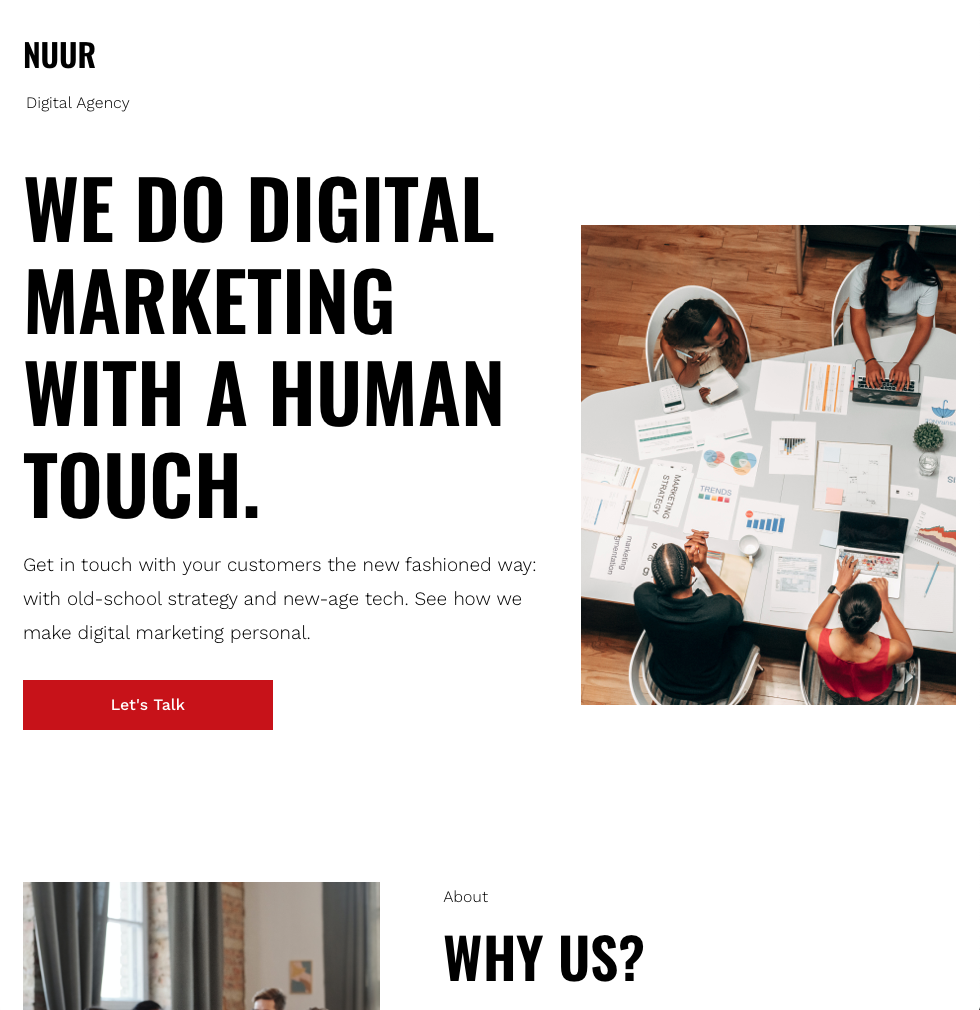 NUUR
Digital Agency
WE DO DIGITAL
MARKETING
WITH A HUMAN
TOUCH.
Get in touch with your customers the new fashioned way:
with old-school strategy and new-age tech. See how we
make digital marketing personal.
Let's Talk
MARKETING
STRATEGY
TRENDS
marketing
About
WHY US?